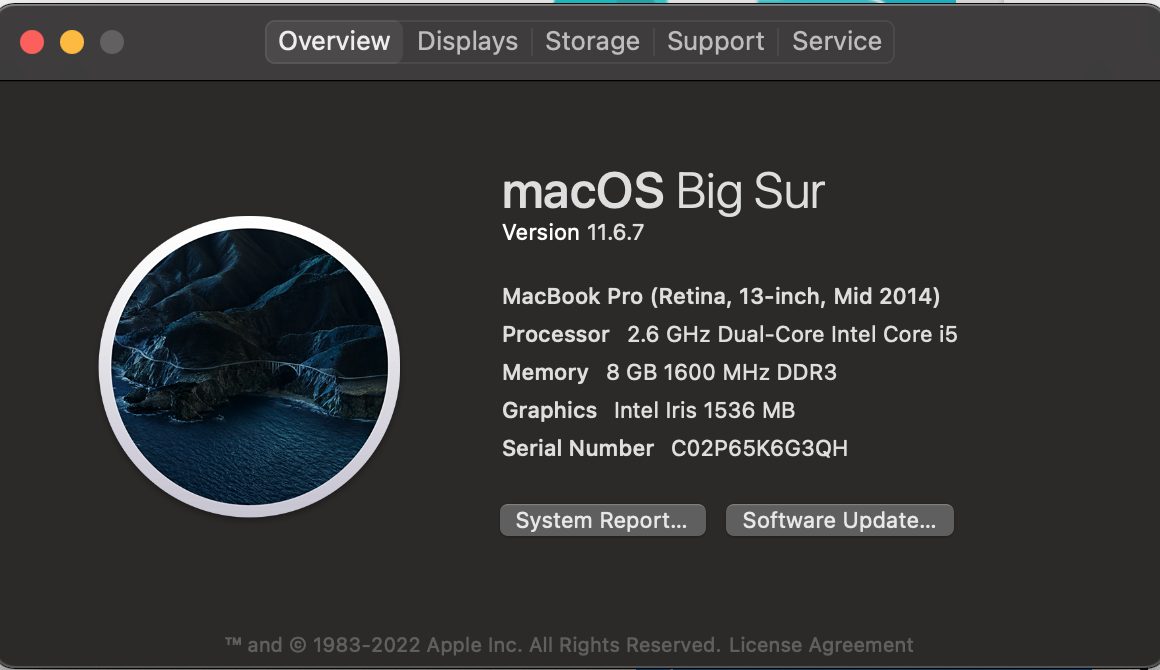 Overview Displays Storage Support Service
macOS Big Sur
Version 11.6.7
MacBook Pro (Retina, 13-inch, Mid 2014)
Processor 2.6 GHz Dual-Core Intel Core i5
Memory 8 GB 1600 MHz DDR3
Graphics Intel Iris 1536 MB
Serial Number C02P65K6G3QH
System Report... Software Update...
™ and © 1983-2022 Apple Inc. All Rights Reserved. License Agreement